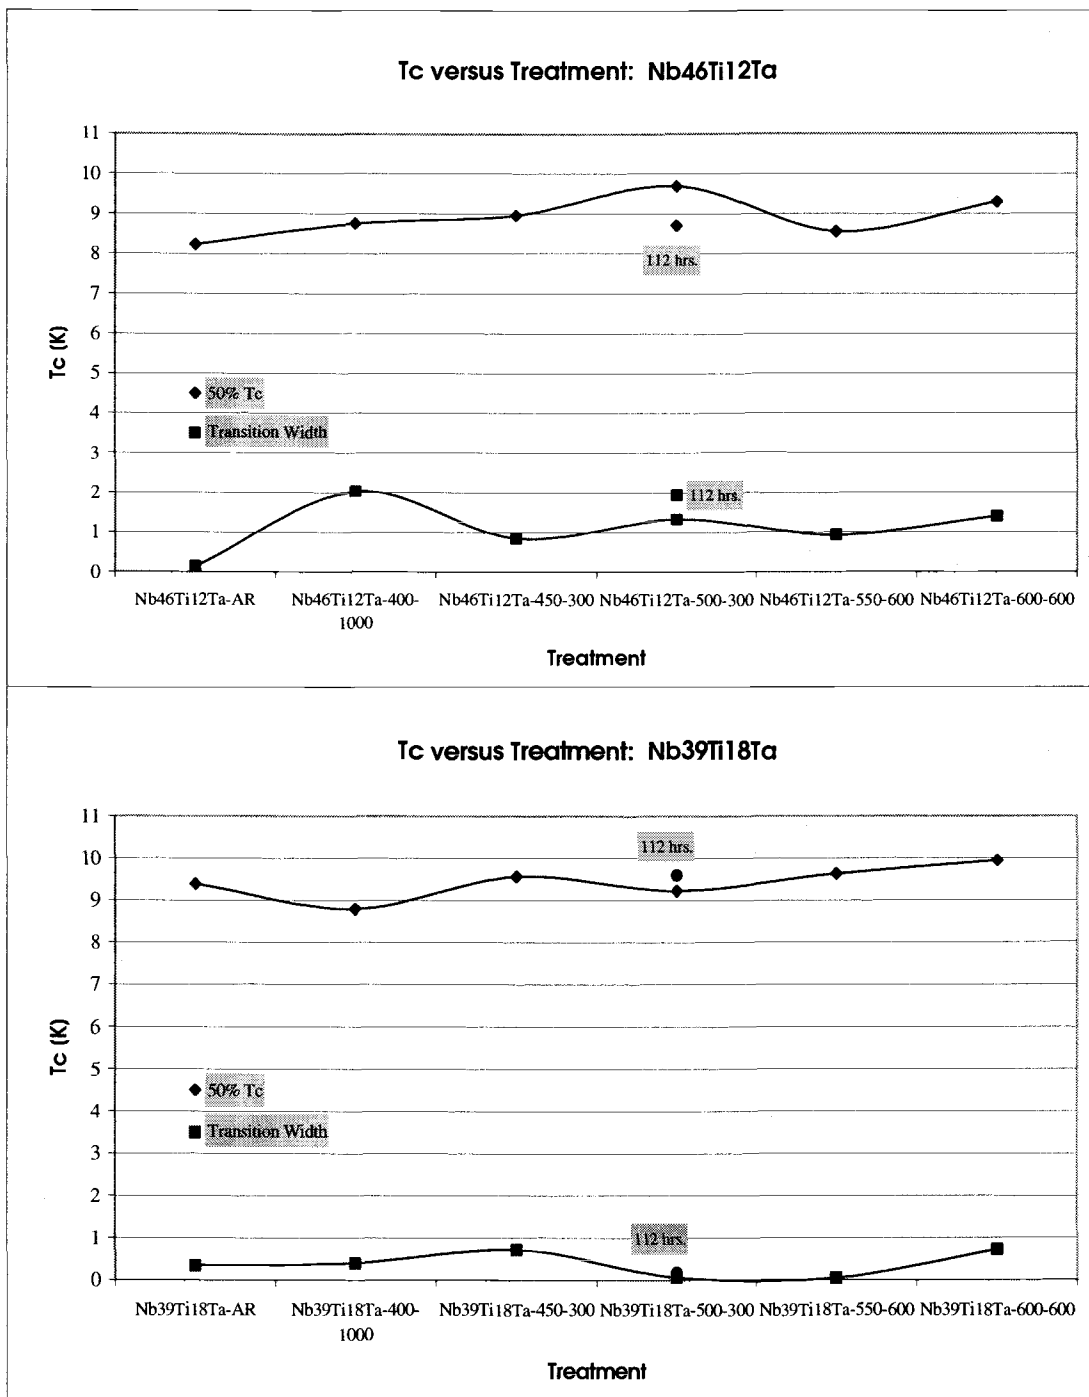 Tc versus Treatment: Nb46Ti12Ta
11
10
9
8
7
6
5
4
3
2
1
0
Tc (K)
112 hrs.
50% Tc
Transition Width
112 hrs.
Nb46Ti12Ta-AR
Nb46Ti12Ta-400-
1000
Nb46Ti12Ta-450-300
Nb46Ti12Ta-500-300
Nb46Ti12Ta-550-600
Nb46Ti12Ta-600-600
Treatment
Tc versus Treatment: Nb39Ti18Ta
11
10
9
8
7
6
5
4
3
2
1
0
Tc (K)
112 hrs.
50% Tc
Transition Width
112 hrs.
Nb39Ti18Ta-AR
Nb39Ti18Ta-400-
1000
Nb39Ti18Ta-450-300
Nb39Ti18Ta-500-300
Nb39Ti18Ta-550-600
Nb39Ti18Ta-600-600
Treatment